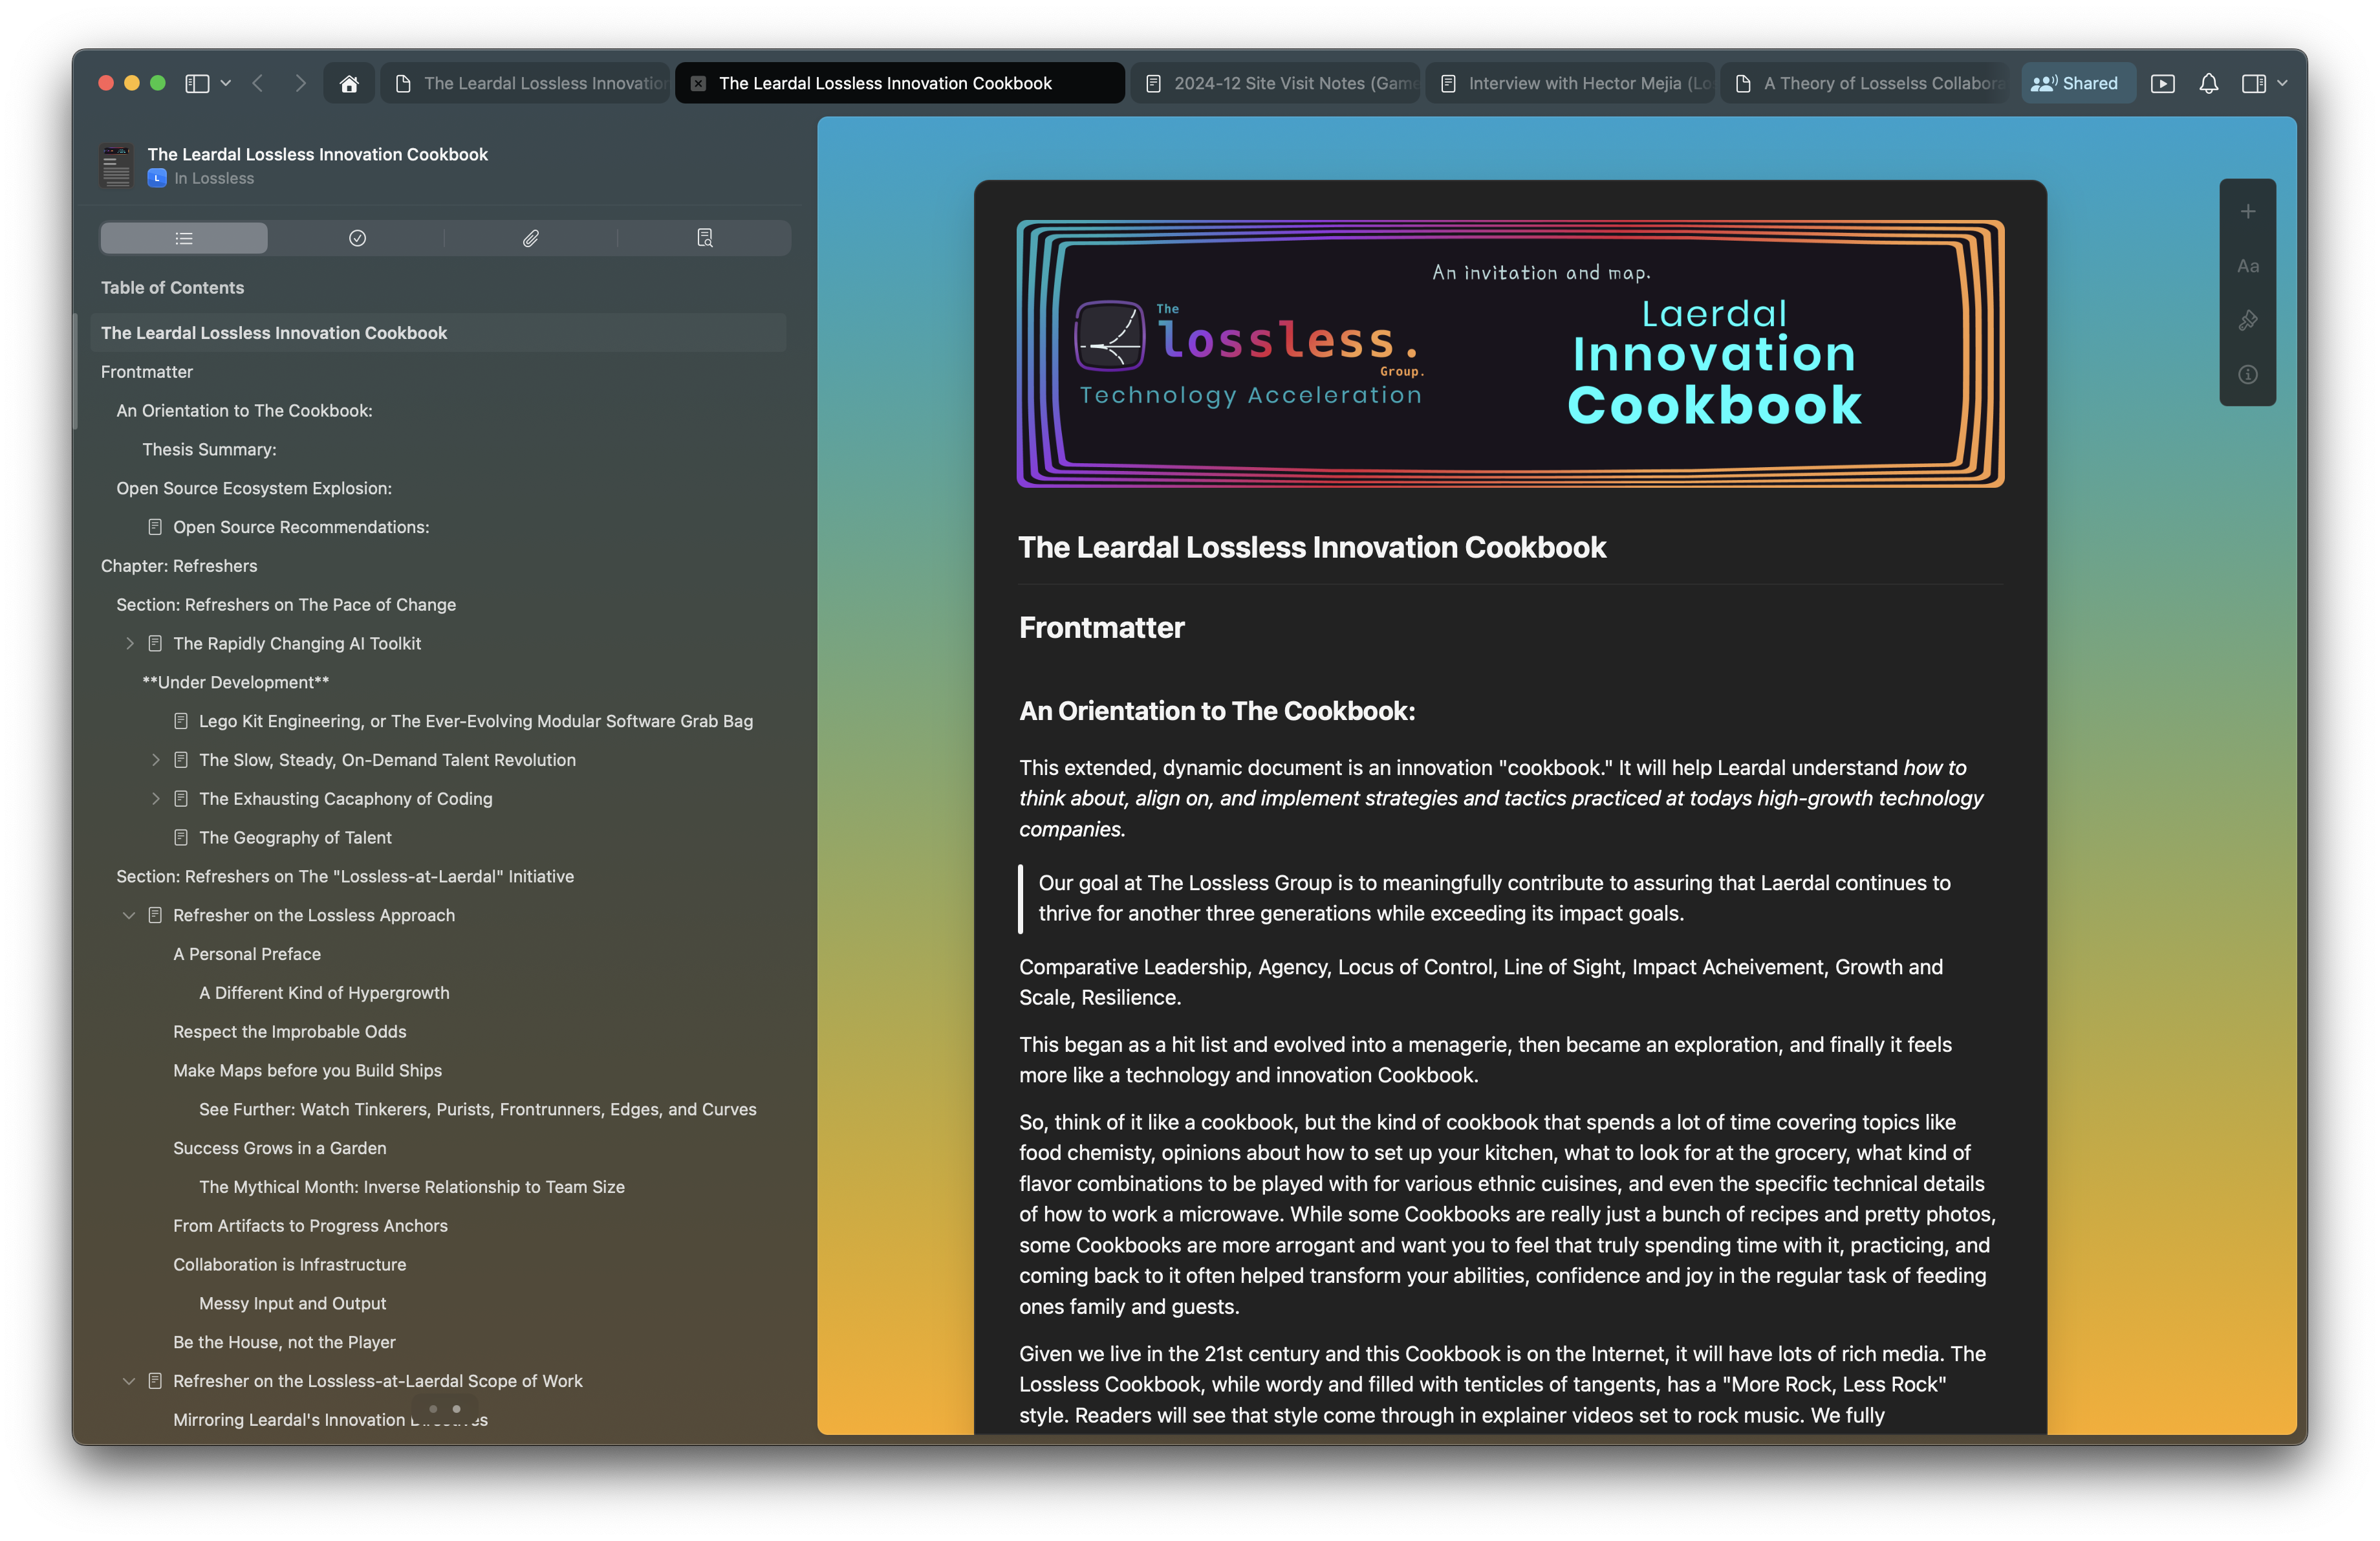 The Leardal Lossless Innovation
The Leardal Lossless Innovation Cookbook
2024-12 Site Visit Notes (Game
Interview with Hector Mejia (Lo
A Theory of Losselss Collabora
Shared
The Leardal Lossless Innovation Cookbook
L
In Lossless
Table of Contents
The Leardal Lossless Innovation Cookbook
Frontmatter
An Orientation to The Cookbook:
Thesis Summary:
Open Source Ecosystem Explosion:
Open Source Recommendations:
Chapter: Refreshers
Section: Refreshers on The Pace of Change
The Rapidly Changing AI Toolkit
**Under Development**
Lego Kit Engineering, or The Ever-Evolving Modular Software Grab Bag
The Slow, Steady, On-Demand Talent Revolution
The Exhausting Cacaphony of Coding
The Geography of Talent
Section: Refreshers on The "Lossless-at-Laerdal" Initiative
Refresher on the Lossless Approach
A Personal Preface
A Different Kind of Hypergrowth
Respect the Improbable Odds
Make Maps before you Build Ships
See Further: Watch Tinkerers, Purists, Frontrunners, Edges, and Curves
Success Grows in a Garden
The Mythical Month: Inverse Relationship to Team Size
From Artifacts to Progress Anchors
Collaboration is Infrastructure
Messy Input and Output
Be the House, not the Player
Refresher on the Lossless-at-Laerdal Scope of Work
Mirroring Leardal's Innovation
An invitation and map.
The
lossless.
Group.
Technology Acceleration
Laerdal
Innovation
Cookbook
The Leardal Lossless Innovation Cookbook
Frontmatter
An Orientation to The Cookbook:
This extended, dynamic document is an innovation "cookbook." It will help Leardal understand how to
think about, align on, and implement strategies and tactics practiced at todays high-growth technology
companies.
Our goal at The Lossless Group is to meaningfully contribute to assuring that Laerdal continues to
thrive for another three generations while exceeding its impact goals.
Comparative Leadership, Agency, Locus of Control, Line of Sight, Impact Acheivement, Growth and
Scale, Resilience.
This began as a hit list and evolved into a menagerie, then became an exploration, and finally it feels
more like a technology and innovation Cookbook.
So, think of it like a cookbook, but the kind of cookbook that spends a lot of time covering topics like
food chemisty, opinions about how to set up your kitchen, what to look for at the grocery, what kind of
flavor combinations to be played with for various ethnic cuisines, and even the specific technical details
of how to work a microwave. While some Cookbooks are really just a bunch of recipes and pretty photos,
some Cookbooks are more arrogant and want you to feel that truly spending time with it, practicing, and
coming back to it often helped transform your abilities, confidence and joy in the regular task of feeding
ones family and guests.
Given we live in the 21st century and this Cookbook is on the Internet, it will have lots of rich media. The
Lossless Cookbook, while wordy and filled with tenticles of tangents, has a "More Rock, Less Rock"
style. Readers will see that style come through in explainer videos set to rock music. We fully
Aa